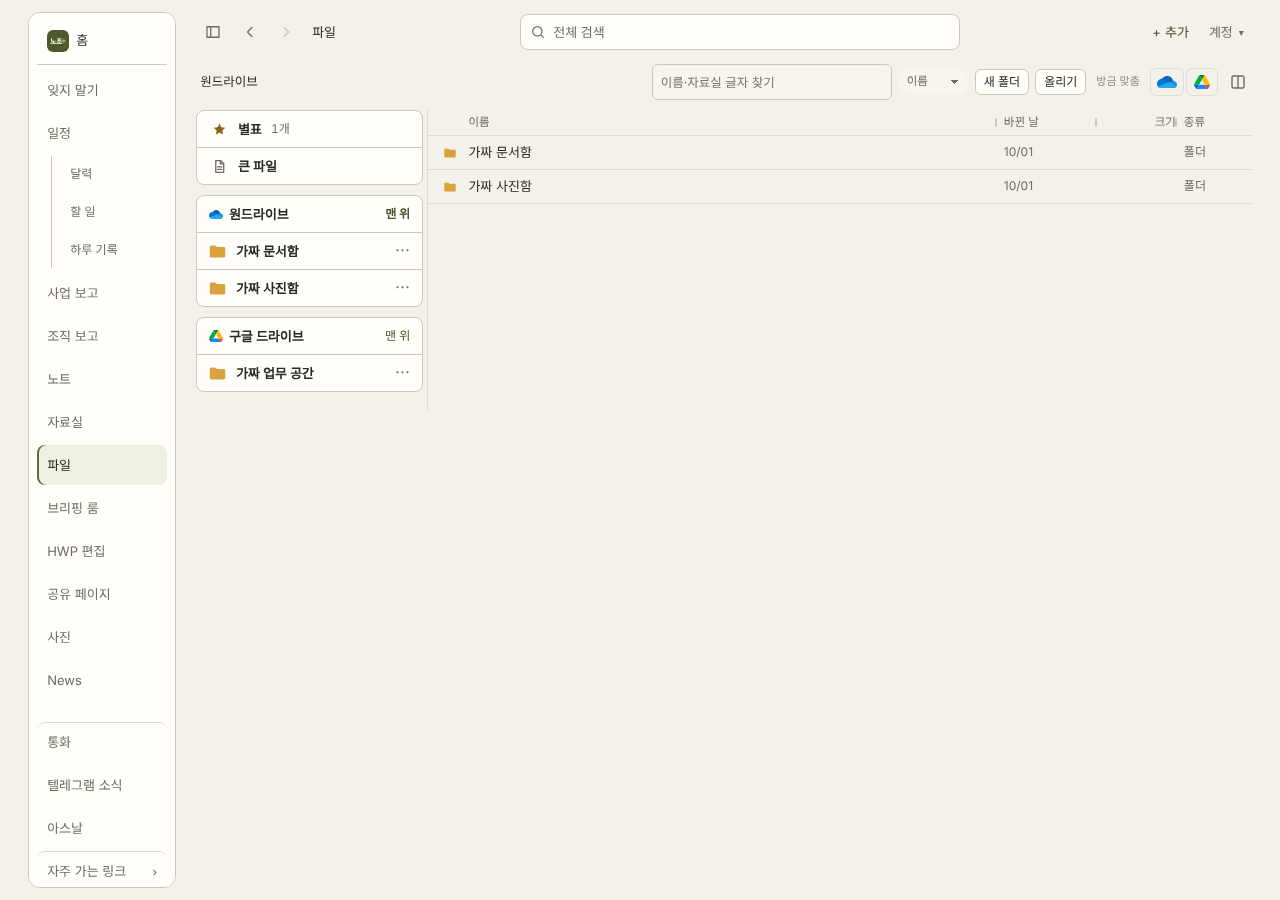 노조e 홈
잊지 말기
일정
달력
할 일
하루 기록
사업 보고
조직 보고
노트
자료실
파일
브리핑 룸
HWP 편집
공유 페이지
사진
News
통화
텔레그램 소식
아스날
자주 가는 링크 ›
파일
전체 검색
+ 추가 계정 ▾
원드라이브
이름·자료실 글자 찾기
이름
새 폴더
올리기
방금 맞춤
별표 1개
큰 파일
원드라이브 맨 위
가짜 문서함 ···
가짜 사진함 ···
구글 드라이브 맨 위
가짜 업무 공간 ···
이름 바뀐 날 크기 종류
가짜 문서함 10/01 폴더
가짜 사진함 10/01 폴더